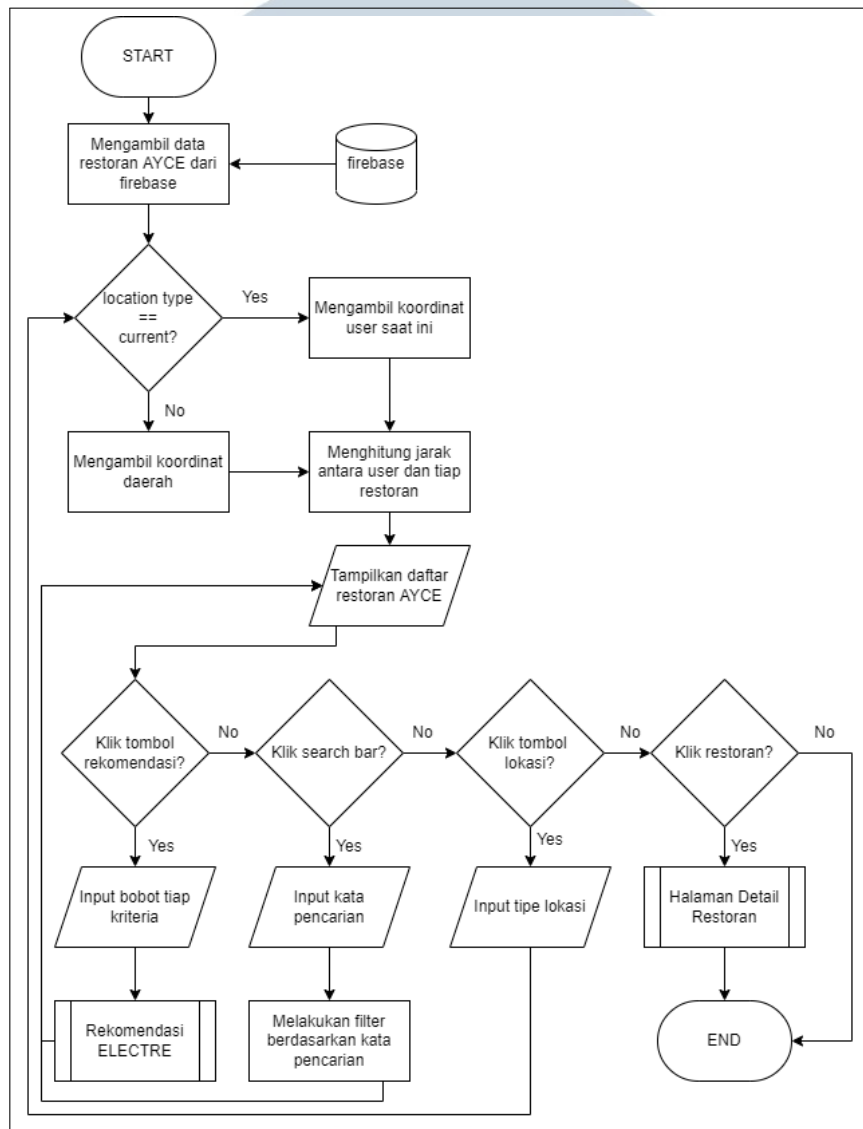 START
Mengambil data
restoran AYCE dari
firebase
firebase
location type
==
current?
Yes
Mengambil koordinat
user saat ini
No
Mengambil koordinat
daerah
Menghitung jarak
antara user dan tiap
restoran
Tampilkan daftar
restoran AYCE
Klik tombol
rekomendasi?
No
Klik search bar?
No
Klik tombol
lokasi?
No
Klik restoran?
No
Yes
Yes
Yes
Yes
Input bobot tiap
kriteria
Input kata
pencarian
Input tipe lokasi
Halaman Detail
Restoran
Rekomendasi
ELECTRE
Melakukan filter
berdasarkan kata
pencarian
END